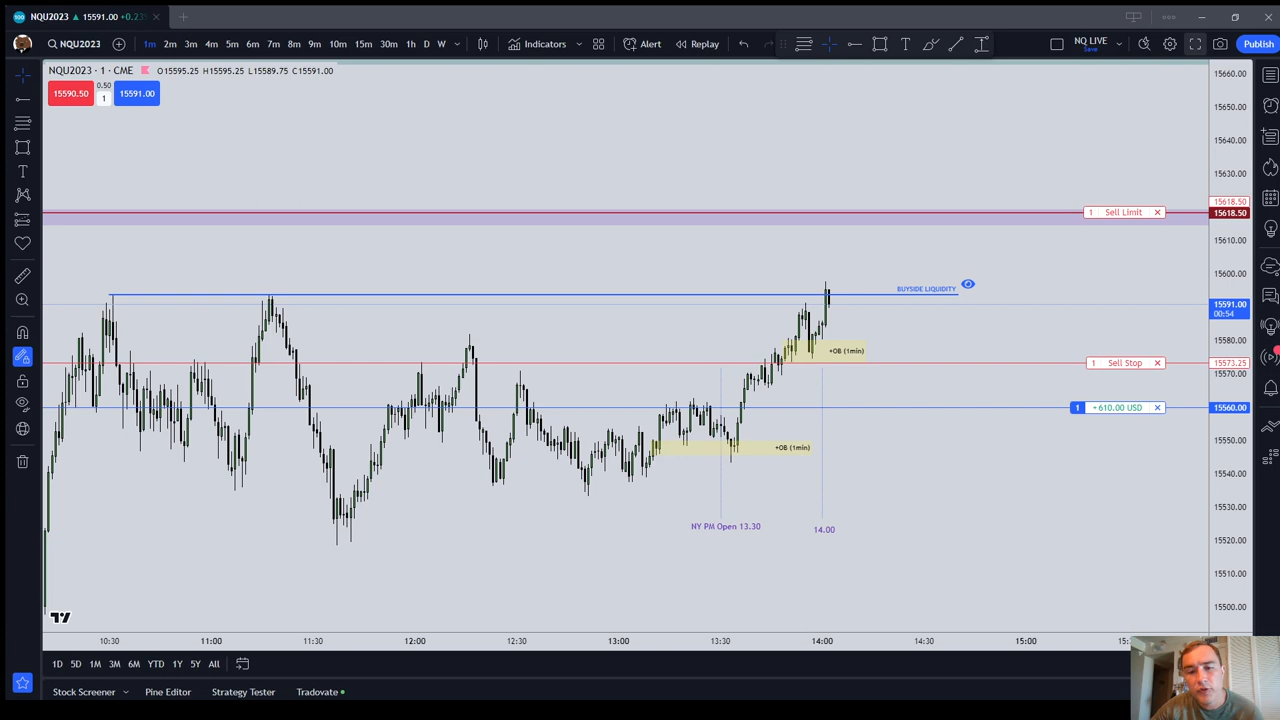 NQU2023 ▲ 15591.00 +0.23
NQU2023 1m 2m 3m 4m 5m 6m 7m 8m 9m 10m 15m 30m 1h D W Indicators Alert Replay NQ LIVE Save Publish
NQU2023 · 1 · CME O15595.25 H15595.25 L15589.75 C15591.00
15590.50 0.50 1 15591.00
15660.00
15650.00
15640.00
15630.00
15618.50
1 Sell Limit 15618.50
15610.00
15600.00
BUYSIDE LIQUIDITY
15591.00
00:54
15580.00
+OB (1min)
1 Sell Stop 15573.25
15570.00
1 +610.00 USD 15560.00
15550.00
+OB (1min)
15540.00
15530.00
NY PM Open 13.30 14.00
15520.00
15510.00
15500.00
10:30 11:00 11:30 12:00 12:30 13:00 13:30 14:00 14:30 15:00
1D 5D 1M 3M 6M YTD 1Y 5Y All
Stock Screener Pine Editor Strategy Tester Tradovate